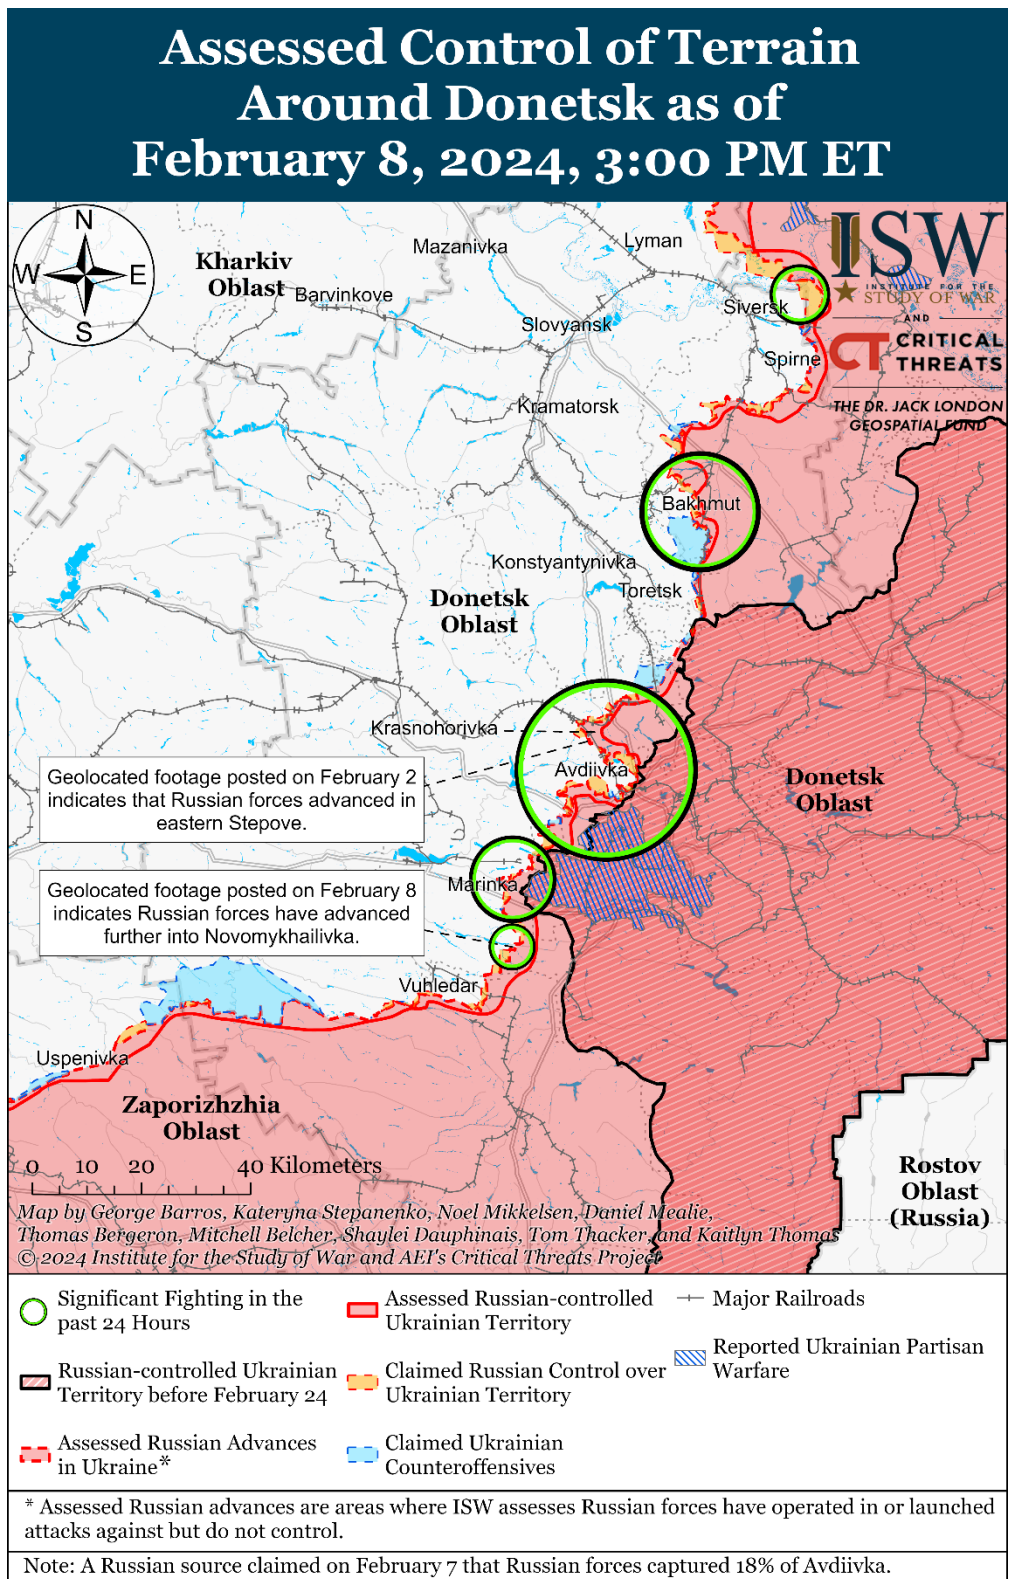 Assessed Control of Terrain
Around Donetsk as of
February 8, 2024, 3:00 PM ET
N
W
E
S
ISW
INSTITUTE FOR THE
STUDY OF WAR
AND
CT CRITICAL
THREATS
THE DR. JACK LONDON
GEOSPATIAL FUND
Kharkiv
Oblast
Mazanivka
Lyman
Barvinkove
Slovyansk
Siversk
Spirne
Kramatorsk
Bakhmut
Konstyantynivka
Toretsk
Donetsk
Oblast
Krasnohorivka
Avdiivka
Geolocated footage posted on February 2
indicates that Russian forces advanced in
eastern Stepove.
Donetsk
Oblast
Marinka
Geolocated footage posted on February 8
indicates Russian forces have advanced
further into Novomykhailivka.
Vuhledar
Uspenivka
Zaporizhzhia
Oblast
Rostov
Oblast
(Russia)
0 10 20 40 Kilometers
Map by George Barros, Kateryna Stepanenko, Noel Mikkelsen, Daniel Mealie,
Thomas Bergeron, Mitchell Belcher, Shaylei Dauphinais, Tom Thacker, and Kaitlyn Thomas
© 2024 Institute for the Study of War and AEI's Critical Threats Project
Significant Fighting in the
past 24 Hours
Russian-controlled Ukrainian
Territory before February 24
Assessed Russian Advances
in Ukraine*
Assessed Russian-controlled
Ukrainian Territory
Claimed Russian Control over
Ukrainian Territory
Claimed Ukrainian
Counteroffensives
Major Railroads
Reported Ukrainian Partisan
Warfare
* Assessed Russian advances are areas where ISW assesses Russian forces have operated in or launched
attacks against but do not control.
Note: A Russian source claimed on February 7 that Russian forces captured 18% of Avdiivka.